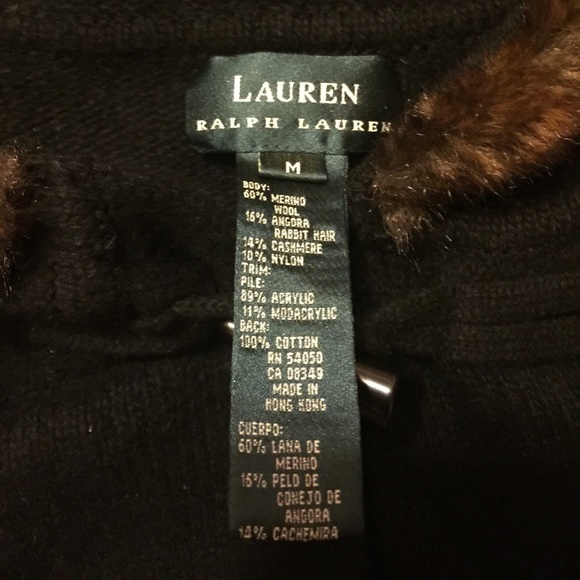 LAUREN
RALPH LAUREN
M
BODY:
60% MERINO
WOOL
16% ANGORA
RABBIT HAIR
14% CASHMERE
10% NYLON
TRIM:
PILE:
89% ACRYLIC
11% MODACRYLIC
BACK:
100% COTTON
RN 54050
CA 08349
MADE IN
HONG KONG
CUERPO:
60% LANA DE
MERINO
16% PELO DE
CONEJO DE
ANGORA
14% CACHEMIRA